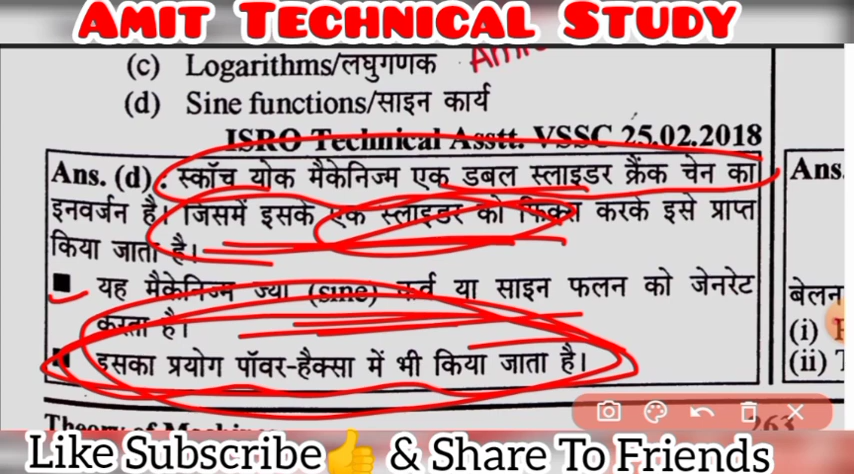 AMIT TECHNICAL STUDY
(c) Logarithms/लघुगणक
(d) Sine functions/साइन कार्य
ISRO Technical Asstt. VSSC 25.02.2018
Ans. (d) : स्कॉच योक मैकेनिज्म एक डबल स्लाइडर क्रैंक चेन का
इनवर्जन है। जिसमें इसके एक स्लाइडर को फिक्स करके इसे प्राप्त
किया जाता है।
■ यह मैकेनिज्म ज्या (sine) कर्व या साइन फलन को जेनरेट
करता है।
■ इसका प्रयोग पॉवर-हैक्सा में भी किया जाता है।
Ans.
बेलन
(i)
(ii)
263
Like Subscribe👍 & Share To Friends